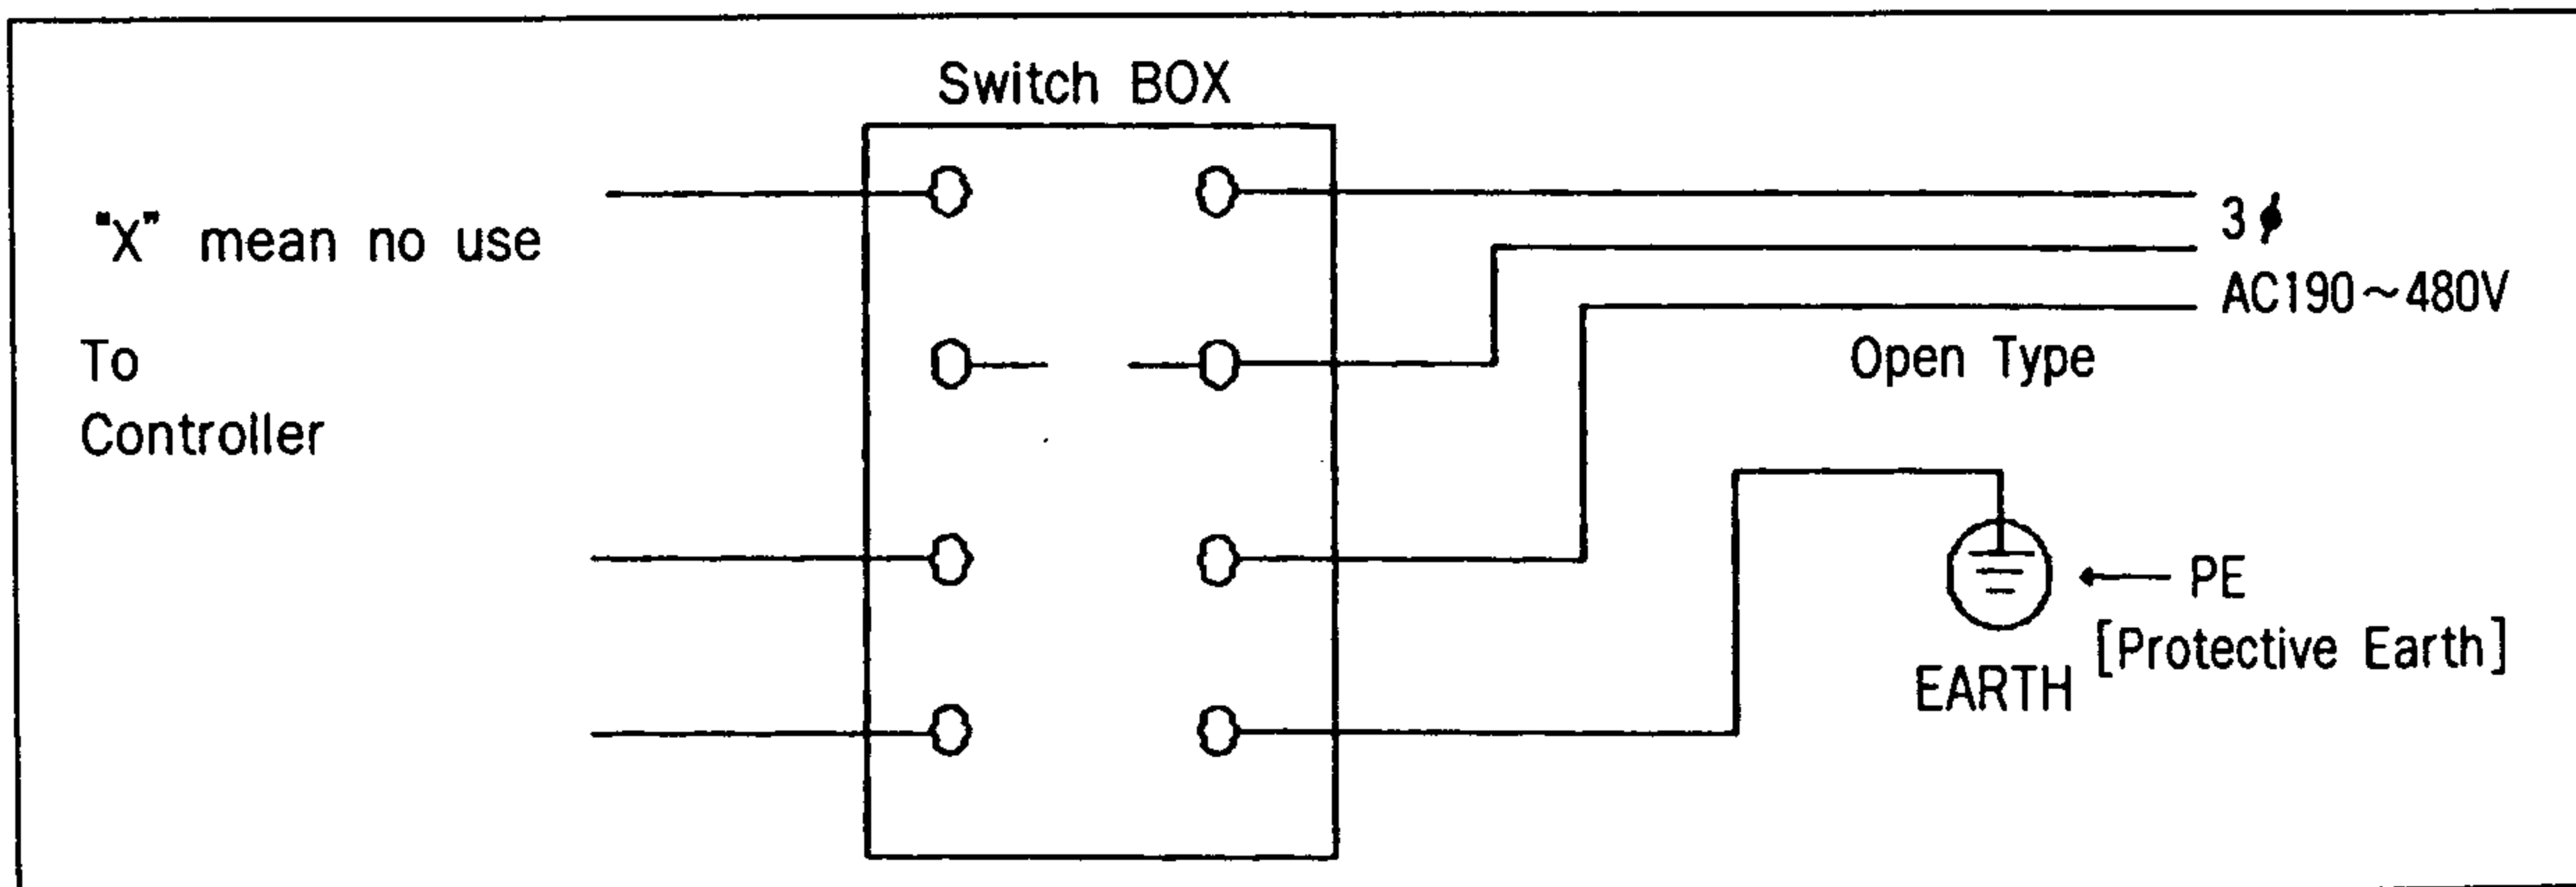 Switch BOX
"X" mean no use
To
Controller
3ϕ
AC190~480V
Open Type
PE
[Protective Earth]
EARTH